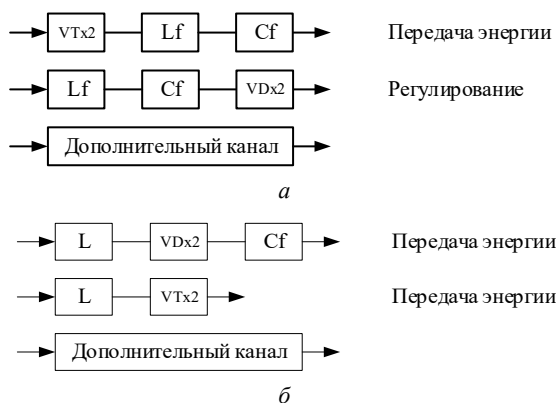 VTx2 Lf Cf Передача энергии
Lf Cf VDx2 Регулирование
Дополнительный канал
а
L VDx2 Cf Передача энергии
L VTx2 Передача энергии
Дополнительный канал
б